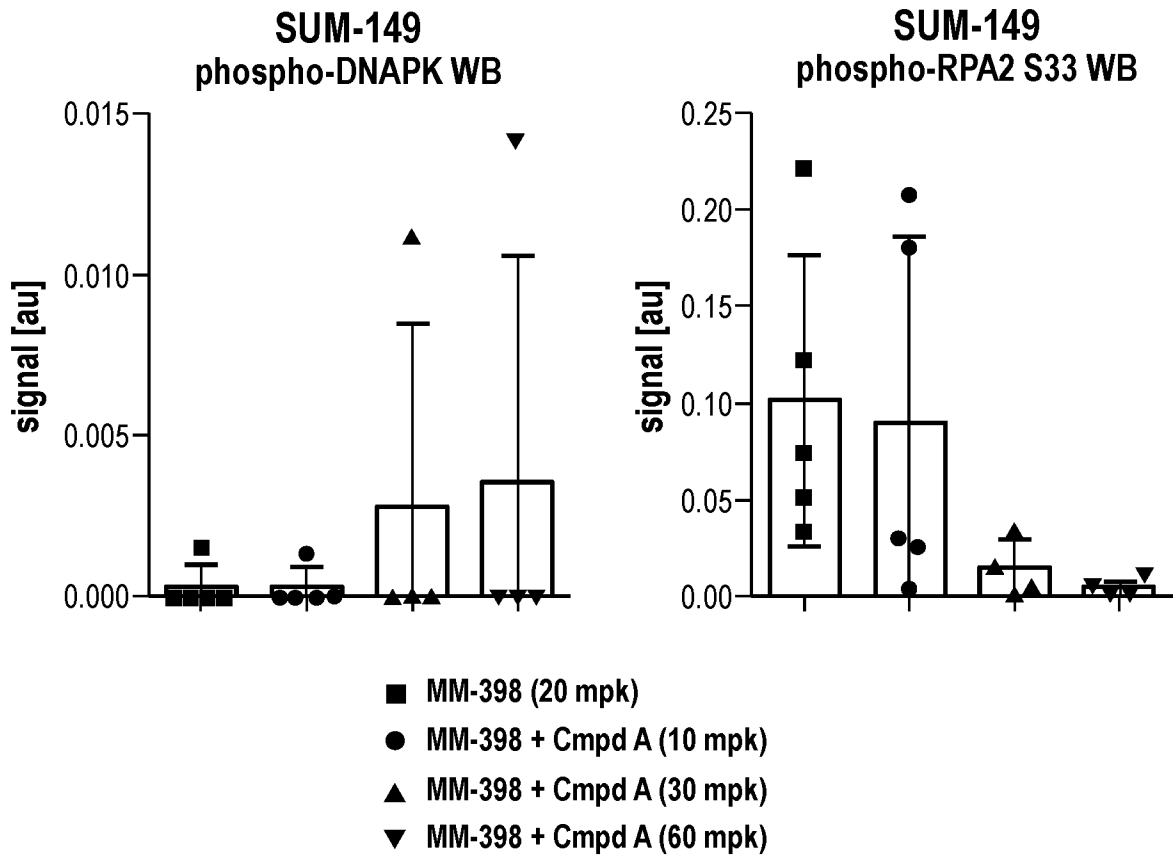 SUM-149
phospho-DNAPK WB
signal [au]
0.015
0.010
0.005
0.000
SUM-149
phospho-RPA2 S33 WB
signal [au]
0.25
0.20
0.15
0.10
0.05
0.00
MM-398 (20 mpk)
MM-398 + Cmpd A (10 mpk)
MM-398 + Cmpd A (30 mpk)
MM-398 + Cmpd A (60 mpk)